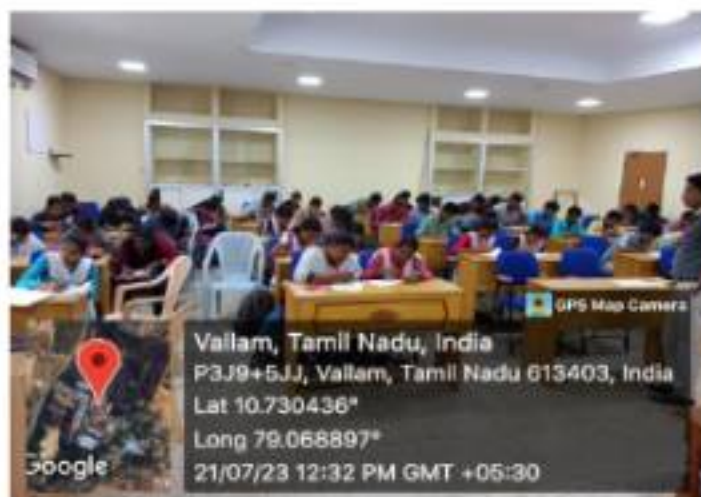 GPS Map Camera
Vallam, Tamil Nadu, India
P3J9+5JJ, Vallam, Tamil Nadu 613403, India
Lat 10.730436°
Long 79.068897°
21/07/23 12:32 PM GMT +05:30
Google